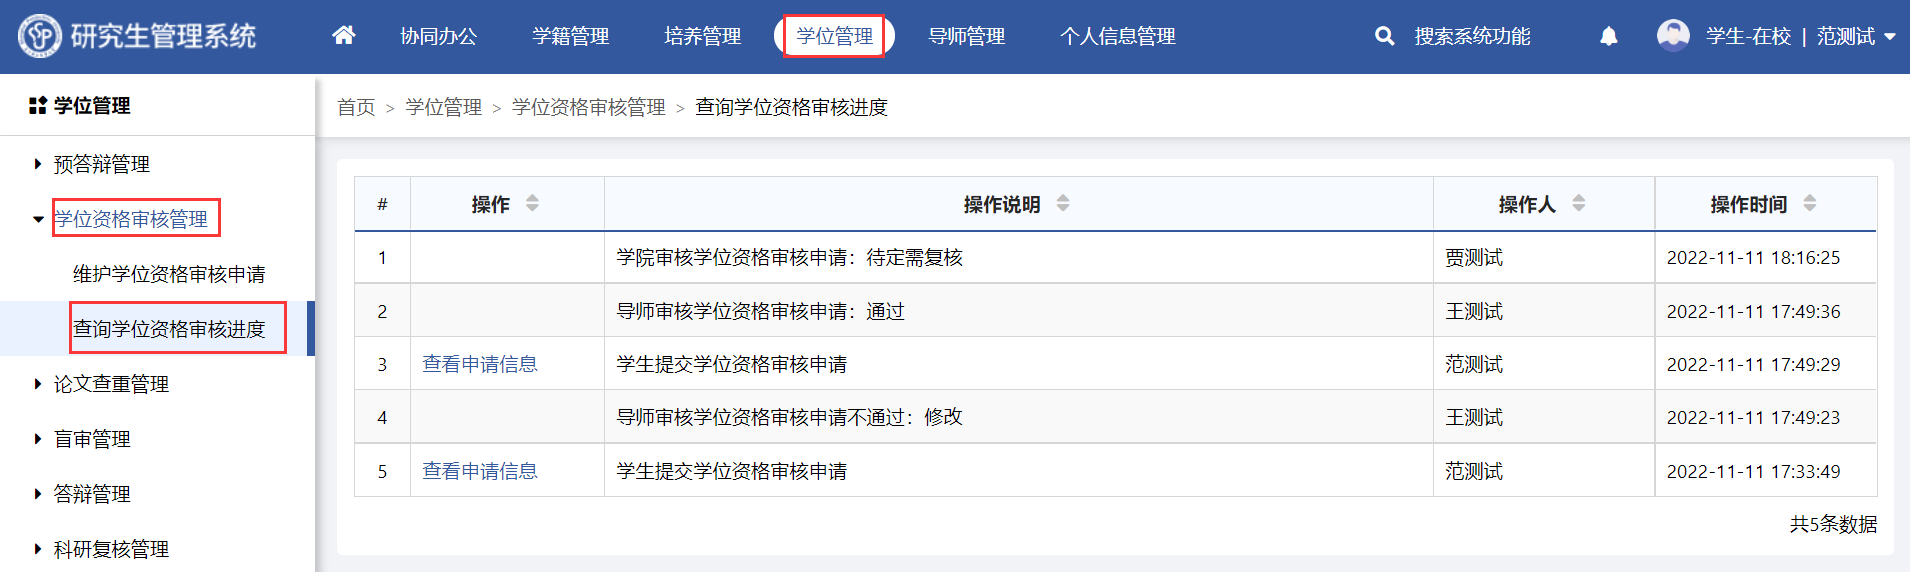 研究生管理系统 协同办公 学籍管理 培养管理 学位管理 导师管理 个人信息管理 搜索系统功能 学生-在校 | 范测试
学位管理
预答辩管理
学位资格审核管理
维护学位资格审核申请
查询学位资格审核进度
论文查重管理
盲审管理
答辩管理
科研复核管理
首页 > 学位管理 > 学位资格审核管理 > 查询学位资格审核进度
# 操作 操作说明 操作人 操作时间
1 学院审核学位资格审核申请：待定需复核 贾测试 2022-11-11 18:16:25
2 导师审核学位资格审核申请：通过 王测试 2022-11-11 17:49:36
3 查看申请信息 学生提交学位资格审核申请 范测试 2022-11-11 17:49:29
4 导师审核学位资格审核申请不通过：修改 王测试 2022-11-11 17:49:23
5 查看申请信息 学生提交学位资格审核申请 范测试 2022-11-11 17:33:49
共5条数据